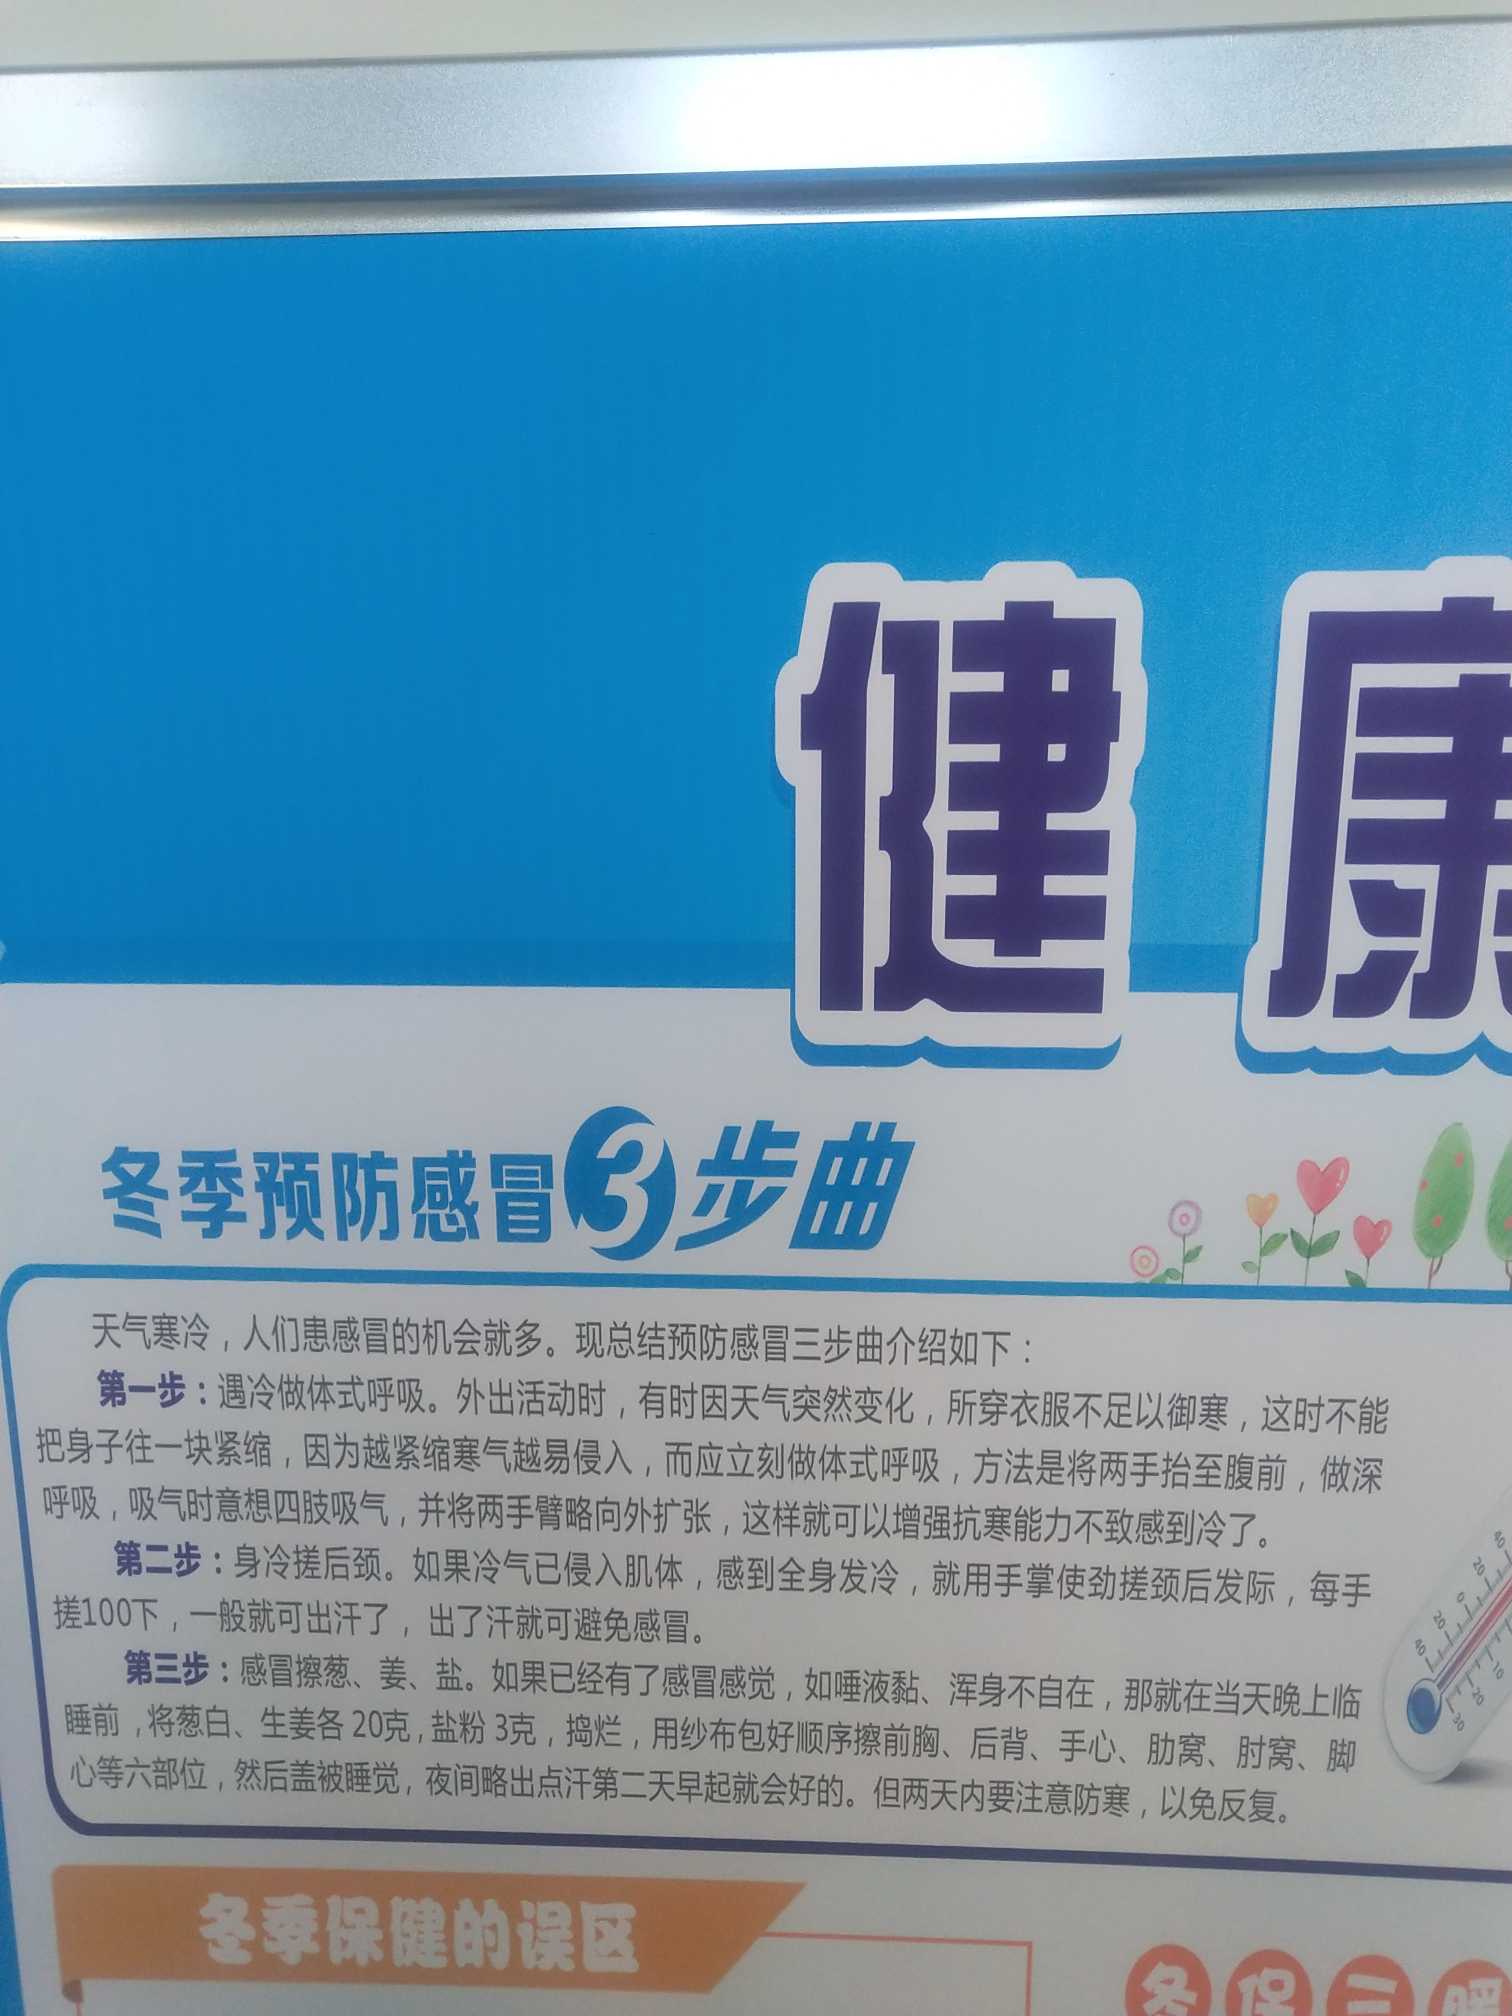 健康
冬季预防感冒3步曲
天气寒冷，人们患感冒的机会就多。现总结预防感冒三步曲介绍如下：
第一步：遇冷做体式呼吸。外出活动时，有时因天气突然变化，所穿衣服不足以御寒，这时不能
把身子往一块紧缩，因为越紧缩寒气越易侵入，而应立刻做体式呼吸，方法是将两手抬至腹前，做深
呼吸，吸气时意想四肢吸气，并将两手臂略向外扩张，这样就可以增强抗寒能力不致感到冷了。
第二步：身冷搓后颈。如果冷气已侵入肌体，感到全身发冷，就用手掌使劲搓颈后发际，每手
搓100下，一般就可出汗了，出了汗就可避免感冒。
第三步：感冒擦葱、姜、盐。如果已经有了感冒感觉，如唾液黏、浑身不自在，那就在当天晚上临
睡前，将葱白、生姜各20克，盐粉3克，捣烂，用纱布包好顺序擦前胸、后背、手心、肋窝、肘窝、脚
心等六部位，然后盖被睡觉，夜间略出点汗第二天早起就会好的。但两天内要注意防寒，以免反复。
40 20 0 20 40
30 20 10
冬季保健的误区
冬保三暖